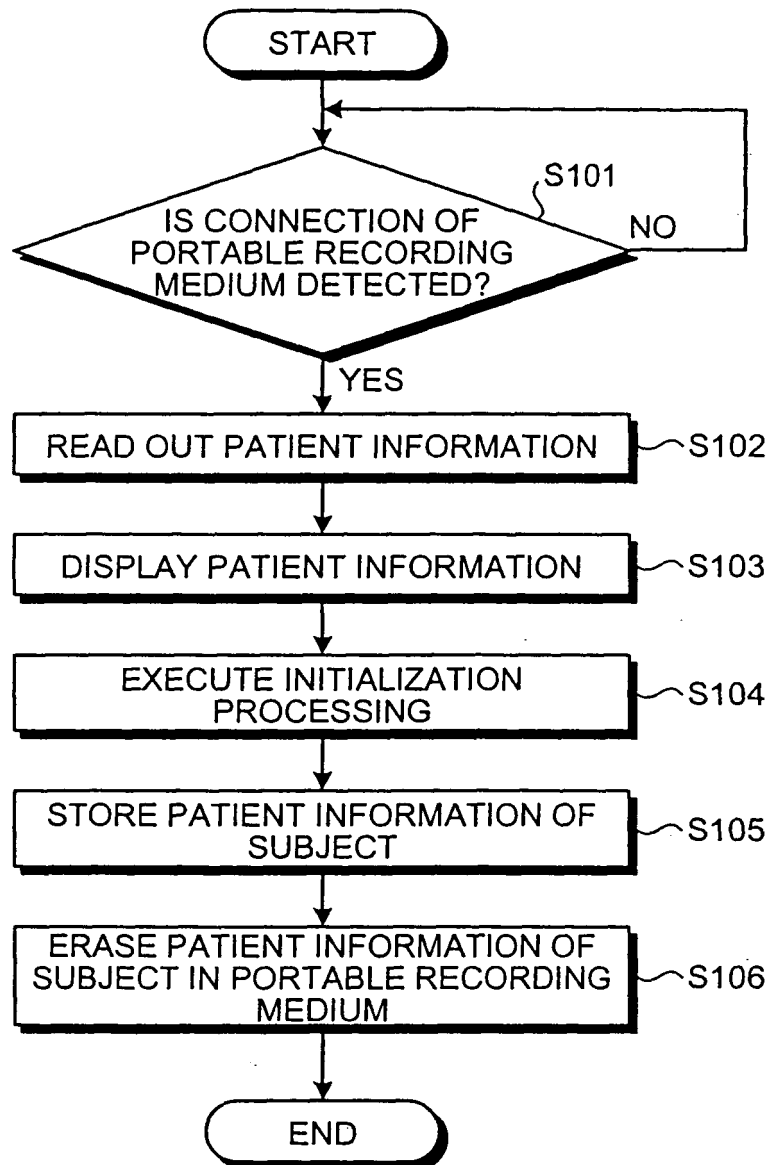 START
S101
IS CONNECTION OF
PORTABLE RECORDING
MEDIUM DETECTED?
NO
YES
READ OUT PATIENT INFORMATION
S102
DISPLAY PATIENT INFORMATION
S103
EXECUTE INITIALIZATION
PROCESSING
S104
STORE PATIENT INFORMATION OF
SUBJECT
S105
ERASE PATIENT INFORMATION OF
SUBJECT IN PORTABLE RECORDING
MEDIUM
S106
END